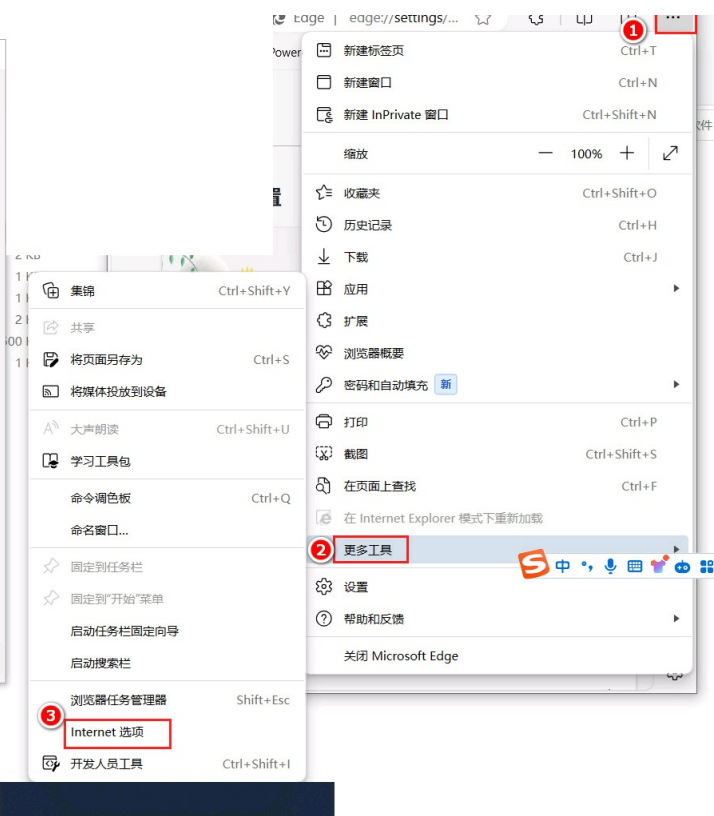 Edge | edge://settings/...
1
新建标签页 Ctrl+T
新建窗口 Ctrl+N
新建 InPrivate 窗口 Ctrl+Shift+N
缩放 — 100% +
收藏夹 Ctrl+Shift+O
历史记录 Ctrl+H
下载 Ctrl+J
应用
扩展
浏览器概要
密码和自动填充 新
打印 Ctrl+P
截图 Ctrl+Shift+S
在页面上查找 Ctrl+F
在 Internet Explorer 模式下重新加载
2 更多工具
中
设置
帮助和反馈
关闭 Microsoft Edge
集锦 Ctrl+Shift+Y
共享
将页面另存为 Ctrl+S
将媒体投放到设备
大声朗读 Ctrl+Shift+U
学习工具包
命令调色板 Ctrl+Q
命名窗口...
固定到任务栏
固定到"开始"菜单
启动任务栏固定向导
启动搜索栏
浏览器任务管理器 Shift+Esc
3 Internet 选项
开发人员工具 Ctrl+Shift+I